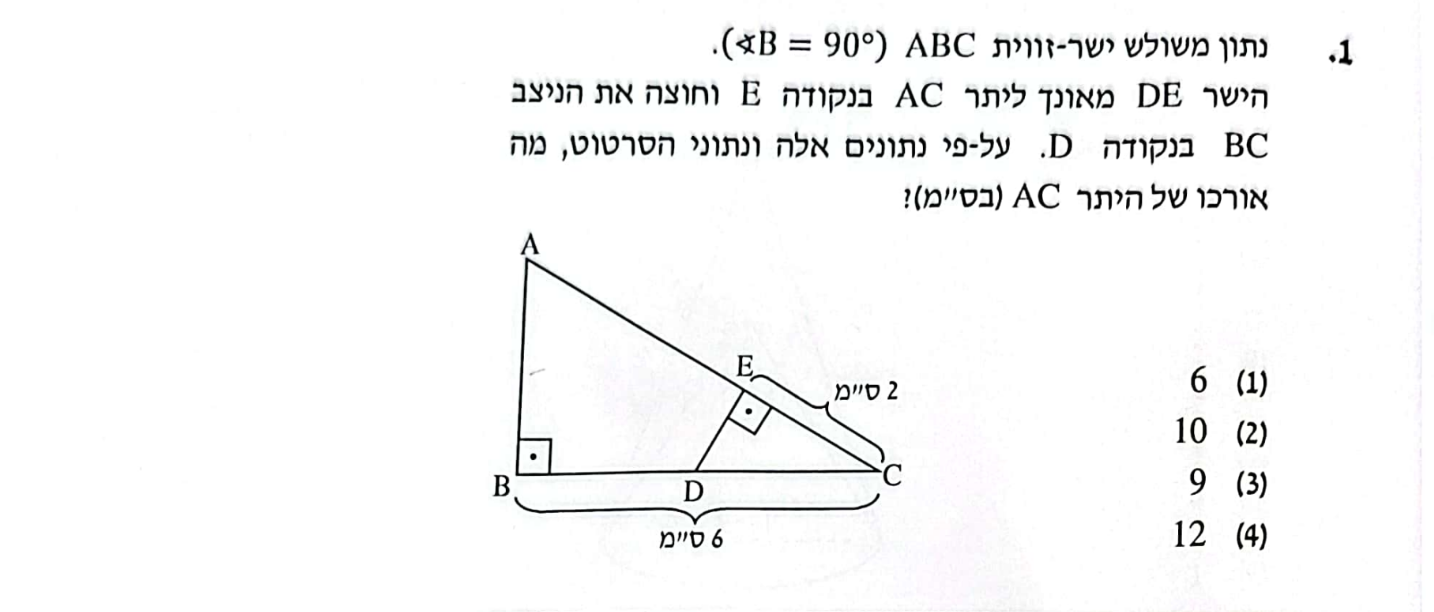 1. נתון משולש ישר-זווית ABC (∢B = 90°).
הישר DE מאונך ליתר AC בנקודה E וחוצה את הניצב
BC בנקודה D. על-פי נתונים אלה ונתוני הסרטוט, מה
אורכו של היתר AC (בס"מ)?
A
E
2 ס"מ
B
D
C
6 ס"מ
(1) 6
(2) 10
(3) 9
(4) 12